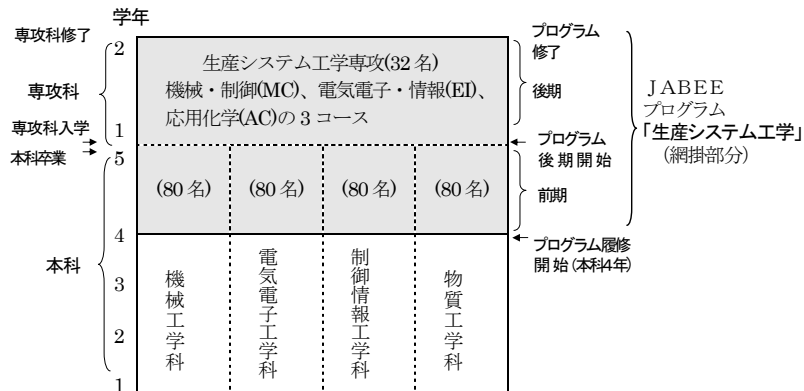 学年
専攻科修了
2
専攻科
1
専攻科入学
本科卒業
5
4
本科
3
2
1
生産システム工学専攻(32名)
機械・制御(MC)、電気電子・情報(EI)、
応用化学(AC)の3コース
(80名)
(80名)
(80名)
(80名)
機械工学科
電気電子工学科
制御情報工学科
物質工学科
プログラム
修了
後期
プログラム
後期開始
前期
プログラム履修
開始(本科4年)
JABEE
プログラム
「生産システム工学」
(網掛部分)